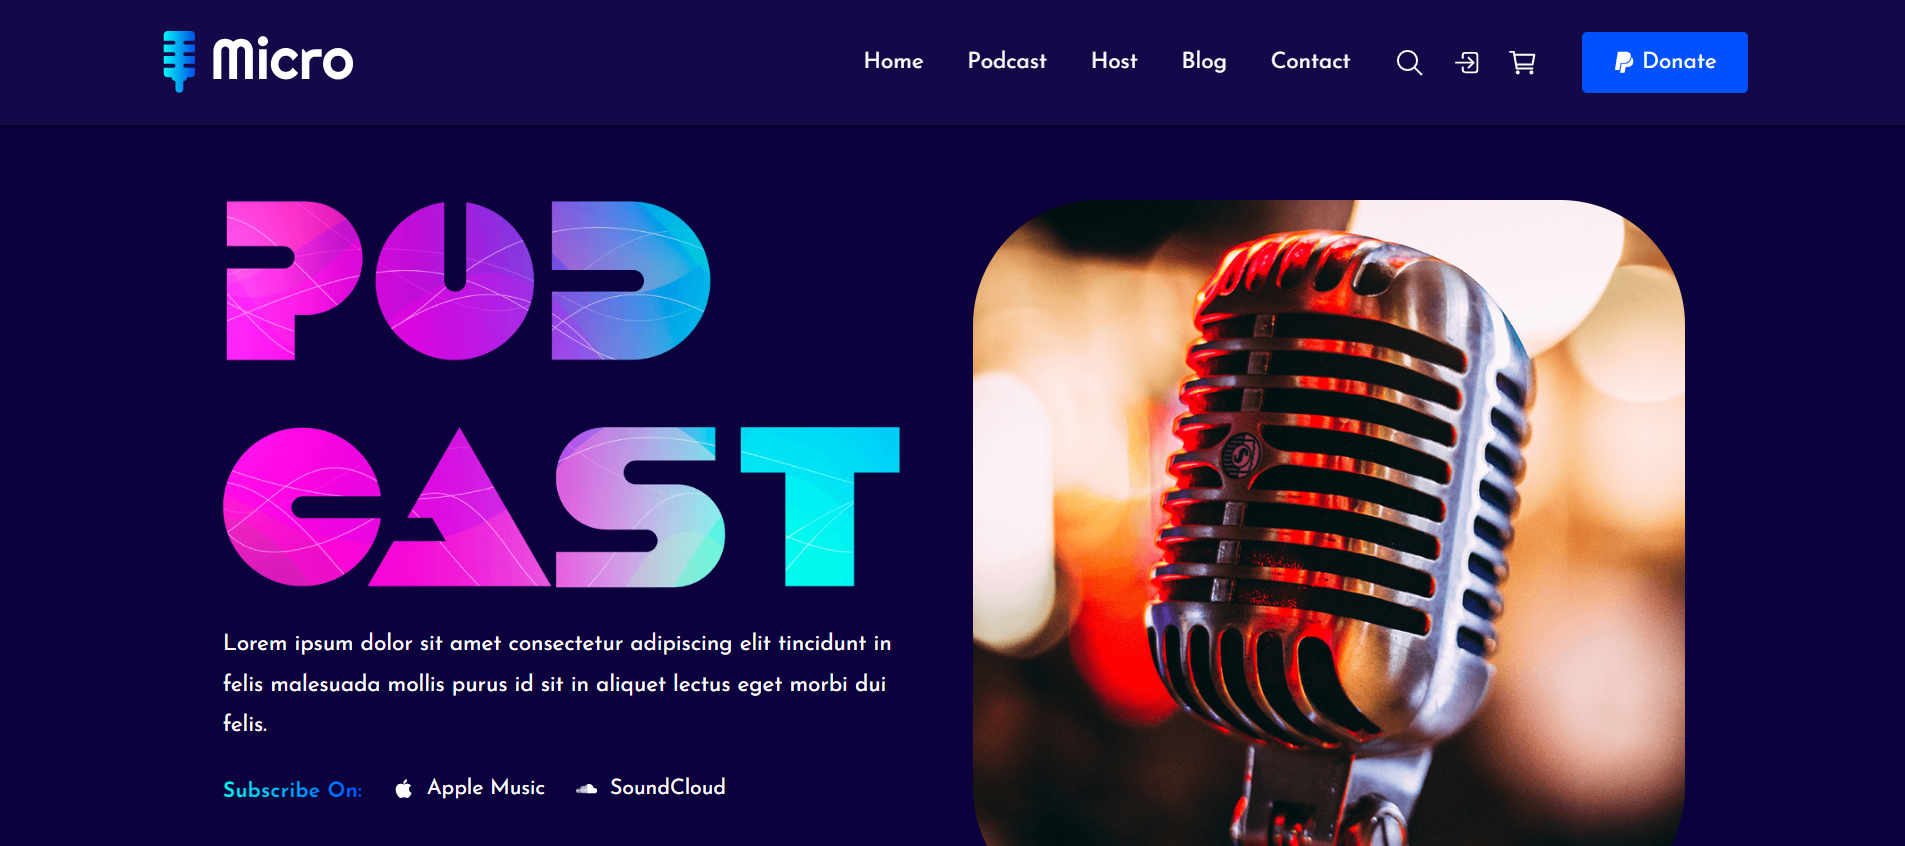 Micro
Home Podcast Host Blog Contact Donate
POD
CAST
Lorem ipsum dolor sit amet consectetur adipiscing elit tincidunt in
felis malesuada mollis purus id sit in aliquet lectus eget morbi dui
felis.
Subscribe On: Apple Music SoundCloud